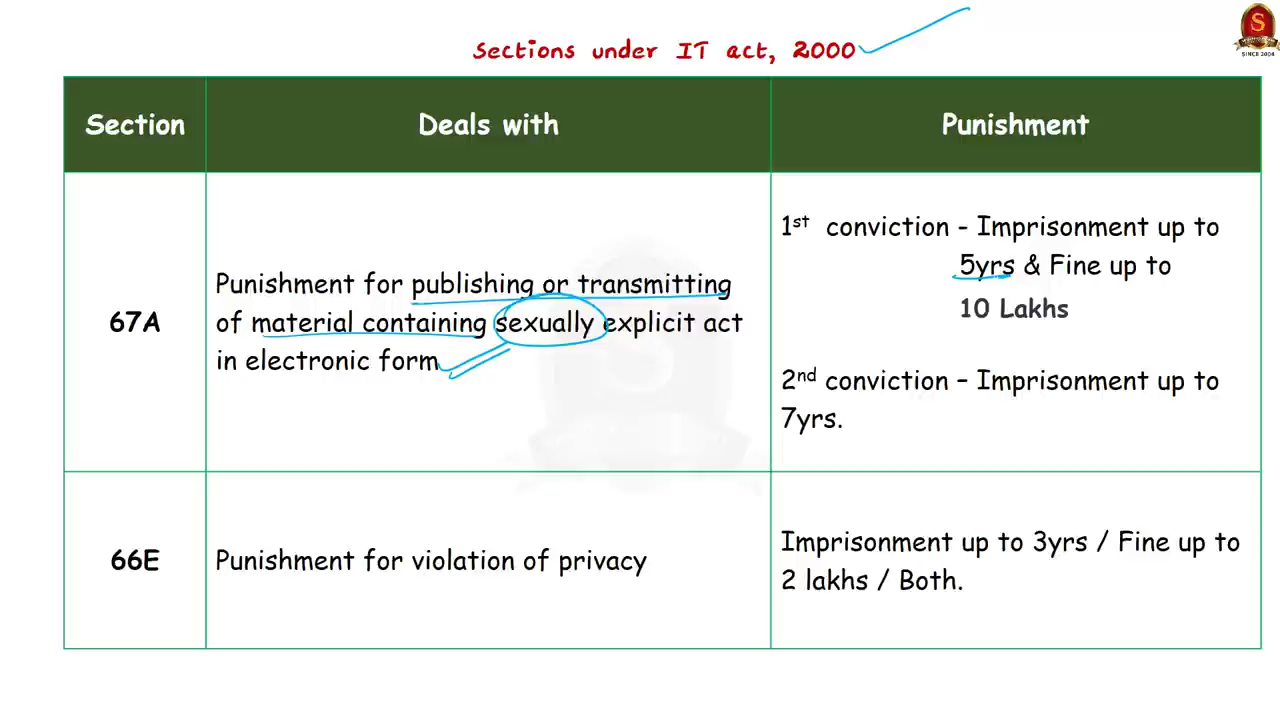 Sections under IT act, 2000
S
SINCE 2004
Section
Deals with
Punishment
67A
Punishment for publishing or transmitting
of material containing sexually explicit act
in electronic form
1st conviction - Imprisonment up to
5yrs & Fine up to
10 Lakhs
2nd conviction – Imprisonment up to
7yrs.
66E
Punishment for violation of privacy
Imprisonment up to 3yrs / Fine up to
2 lakhs / Both.